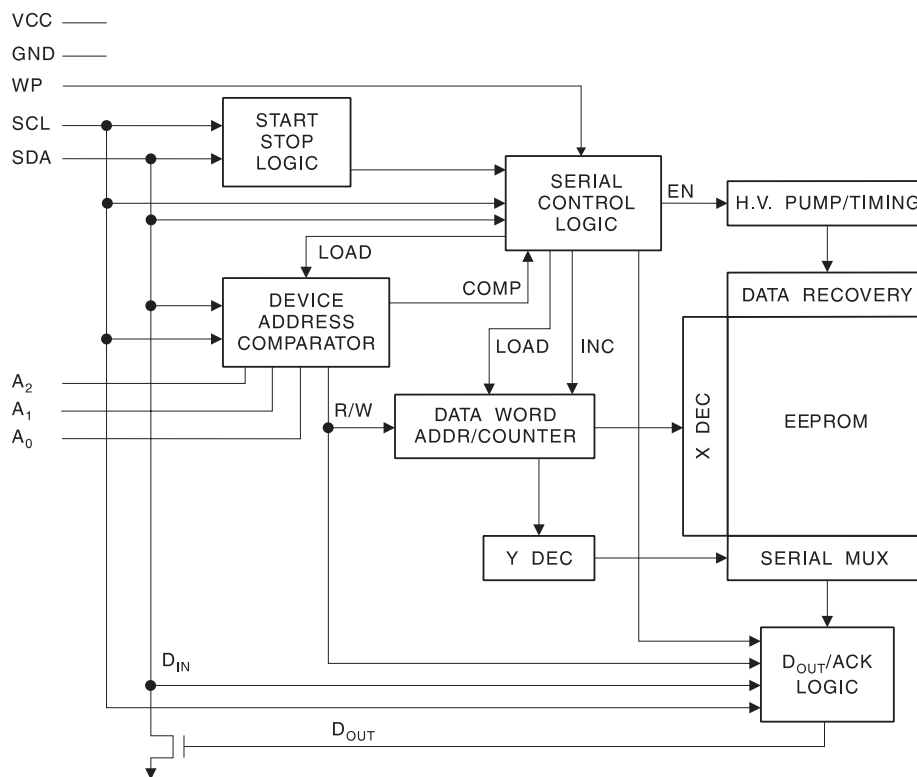 VCC
GND
WP
SCL
SDA
START
STOP
LOGIC
SERIAL
CONTROL
LOGIC
EN
H.V. PUMP/TIMING
LOAD
COMP
DEVICE
ADDRESS
COMPARATOR
DATA RECOVERY
LOAD
INC
A2
A1
A0
R/W
DATA WORD
ADDR/COUNTER
X DEC
EEPROM
Y DEC
SERIAL MUX
DIN
DOUT/ACK
LOGIC
DOUT